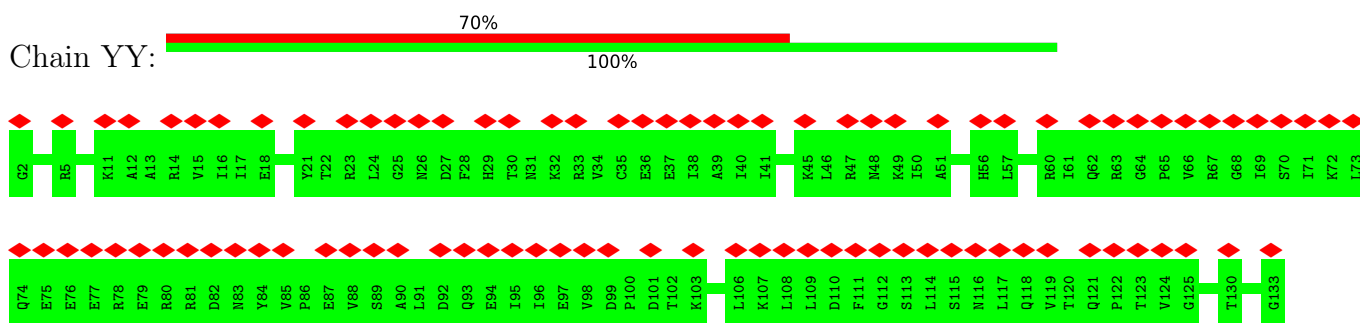 70%
Chain YY:
100%
G2 R5 K11 A12 A13 R14 V15 I16 I17 E18 Y21 T22 R23 L24 G25 N26 D27 F28 H29 T30 N31 K32 R33 V34 C35 E36 E37 I38 A39 I40 I41 K45 L46 R47 N48 K49 I50 A51 H56 L57 R60 I61 Q62 R63 G64 P65 V66 R67 G68 I69 S70 I71 K72 L73
Q74 E75 E76 E77 R78 E79 R80 R81 D82 N83 Y84 V85 P86 E87 V88 S89 A90 L91 D92 Q93 E94 I95 I96 E97 V98 D99 P100 D101 T102 K103 L106 K107 L108 L109 D110 F111 G112 S113 L114 S115 N116 L117 Q118 V119 T120 Q121 P122 T123 V124 G125 T130 G133